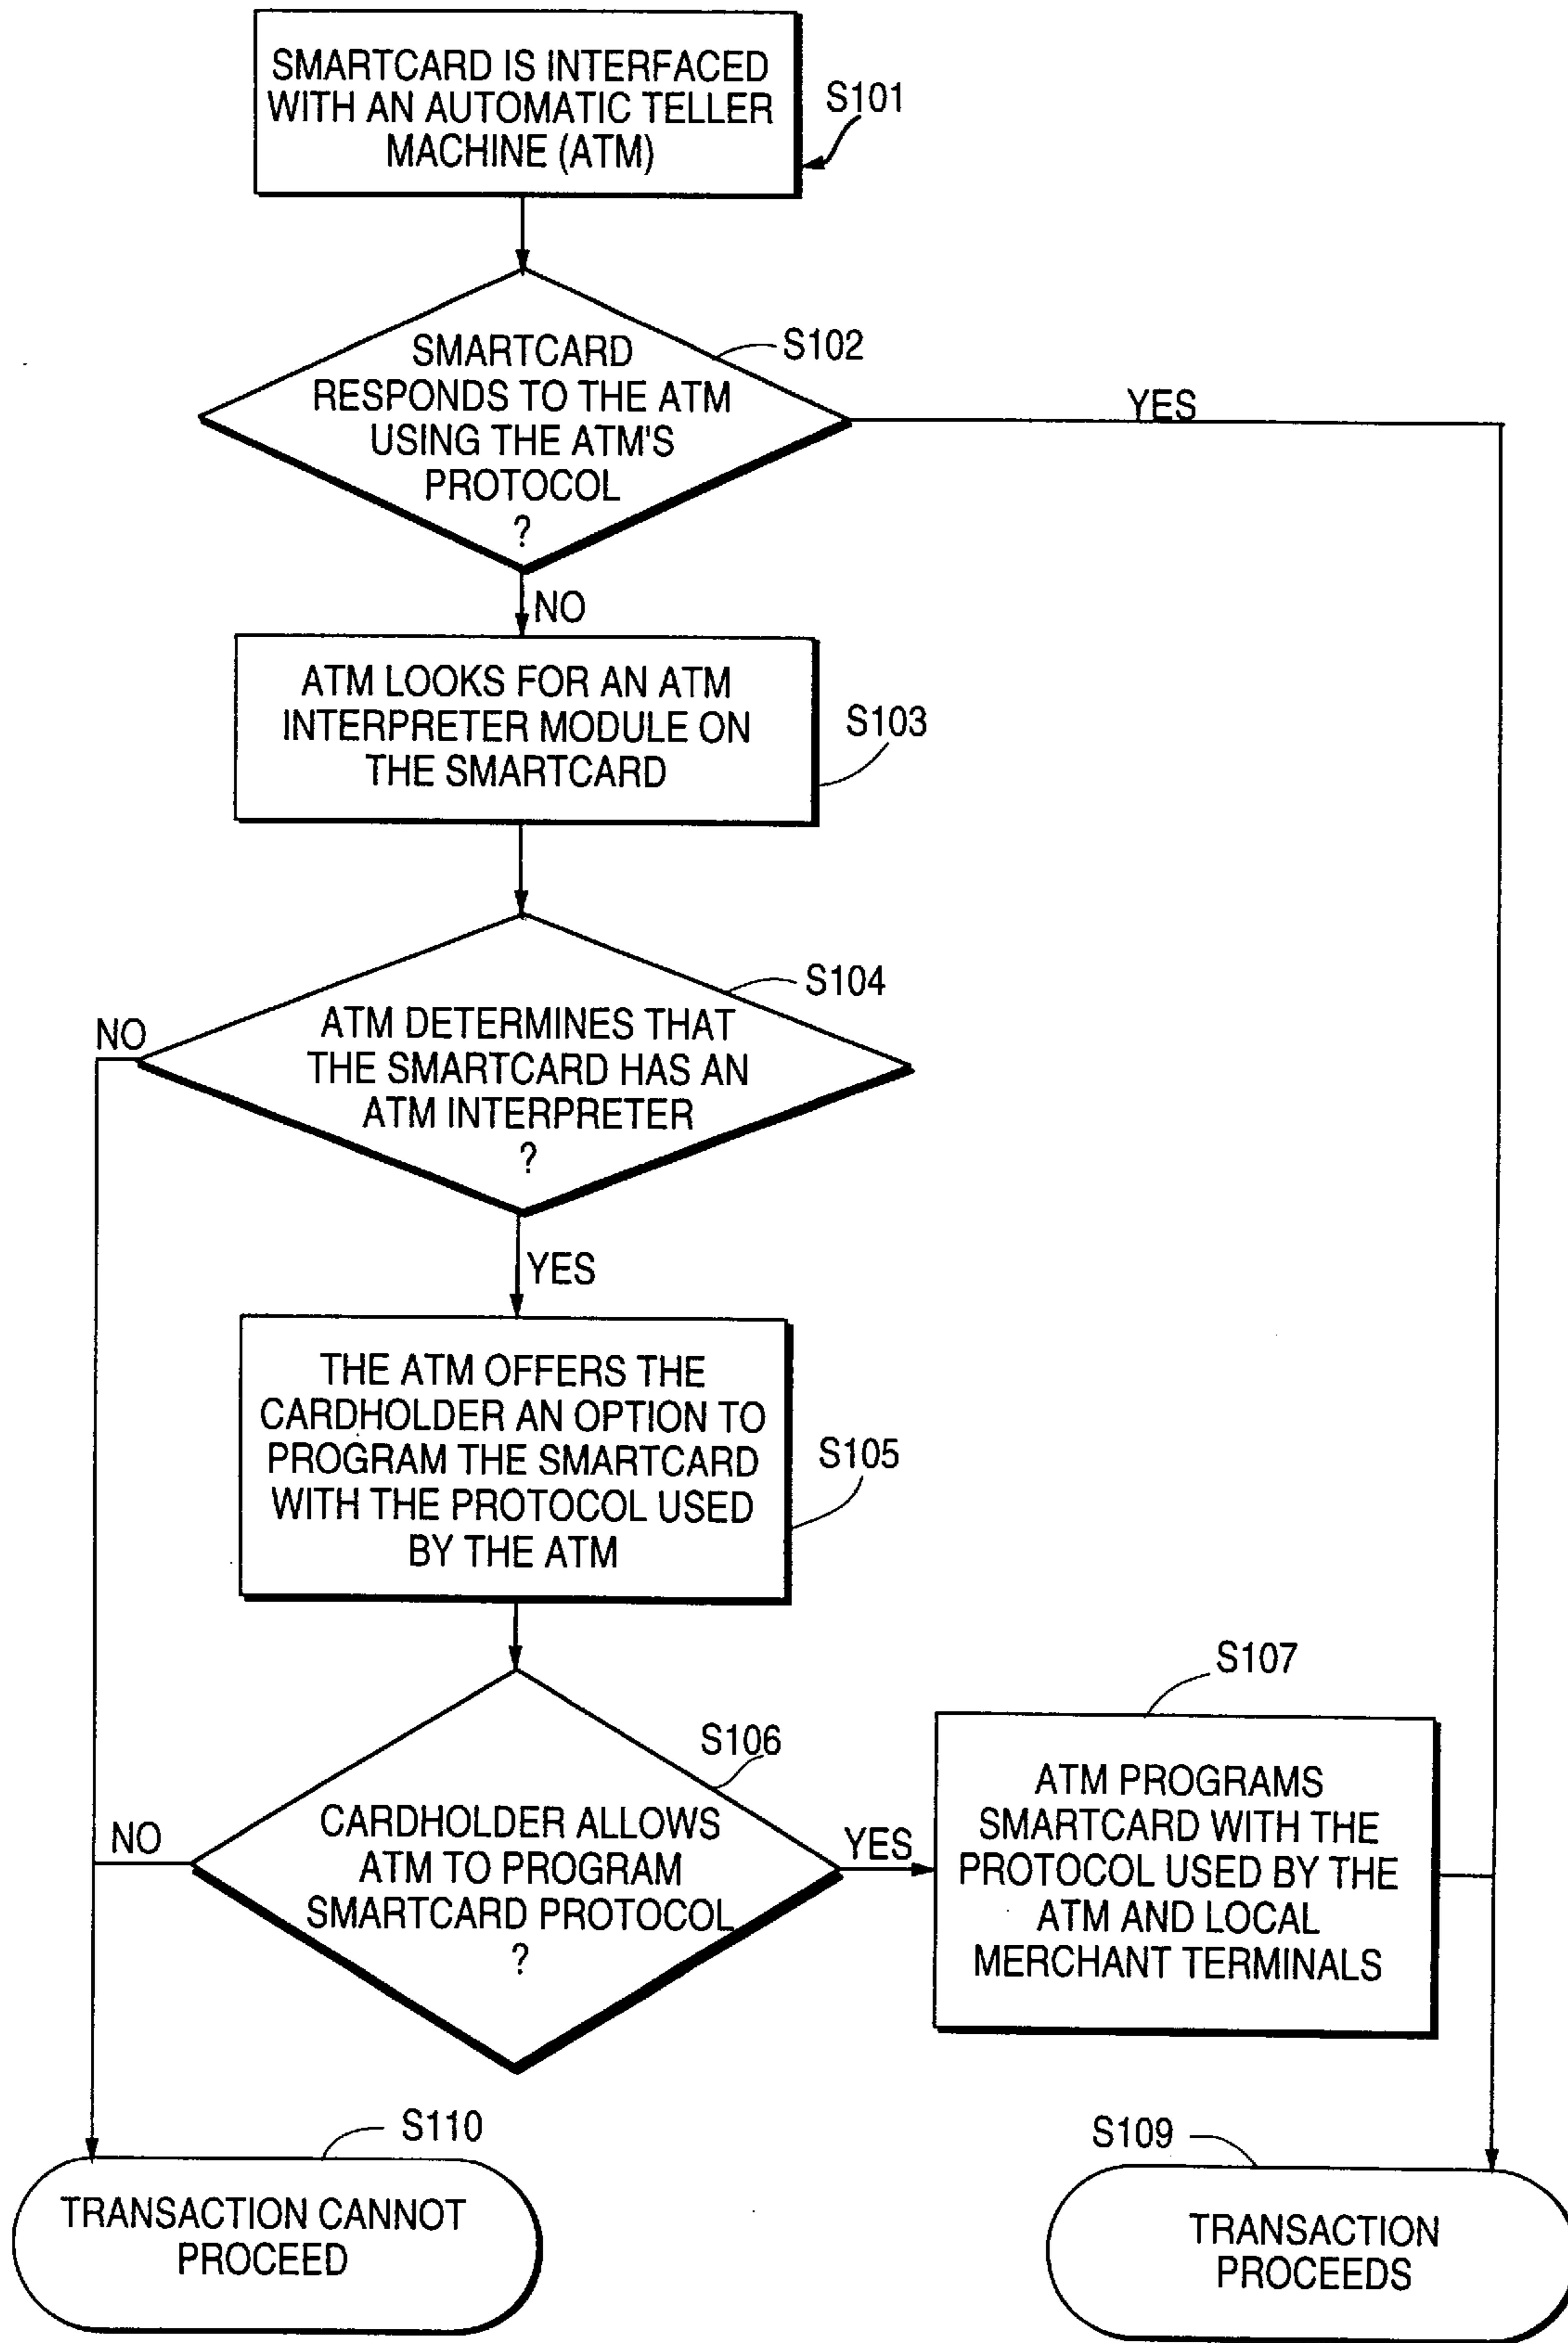 SMARTCARD IS INTERFACED
WITH AN AUTOMATIC TELLER
MACHINE (ATM)
S101
SMARTCARD
RESPONDS TO THE ATM
USING THE ATM'S
PROTOCOL
?
S102
YES
NO
ATM LOOKS FOR AN ATM
INTERPRETER MODULE ON
THE SMARTCARD
S103
S104
NO
ATM DETERMINES THAT
THE SMARTCARD HAS AN
ATM INTERPRETER
?
YES
THE ATM OFFERS THE
CARDHOLDER AN OPTION TO
PROGRAM THE SMARTCARD
WITH THE PROTOCOL USED
BY THE ATM
S105
S106
NO
CARDHOLDER ALLOWS
ATM TO PROGRAM
SMARTCARD PROTOCOL
?
YES
S107
ATM PROGRAMS
SMARTCARD WITH THE
PROTOCOL USED BY THE
ATM AND LOCAL
MERCHANT TERMINALS
S110
TRANSACTION CANNOT
PROCEED
S109
TRANSACTION
PROCEEDS